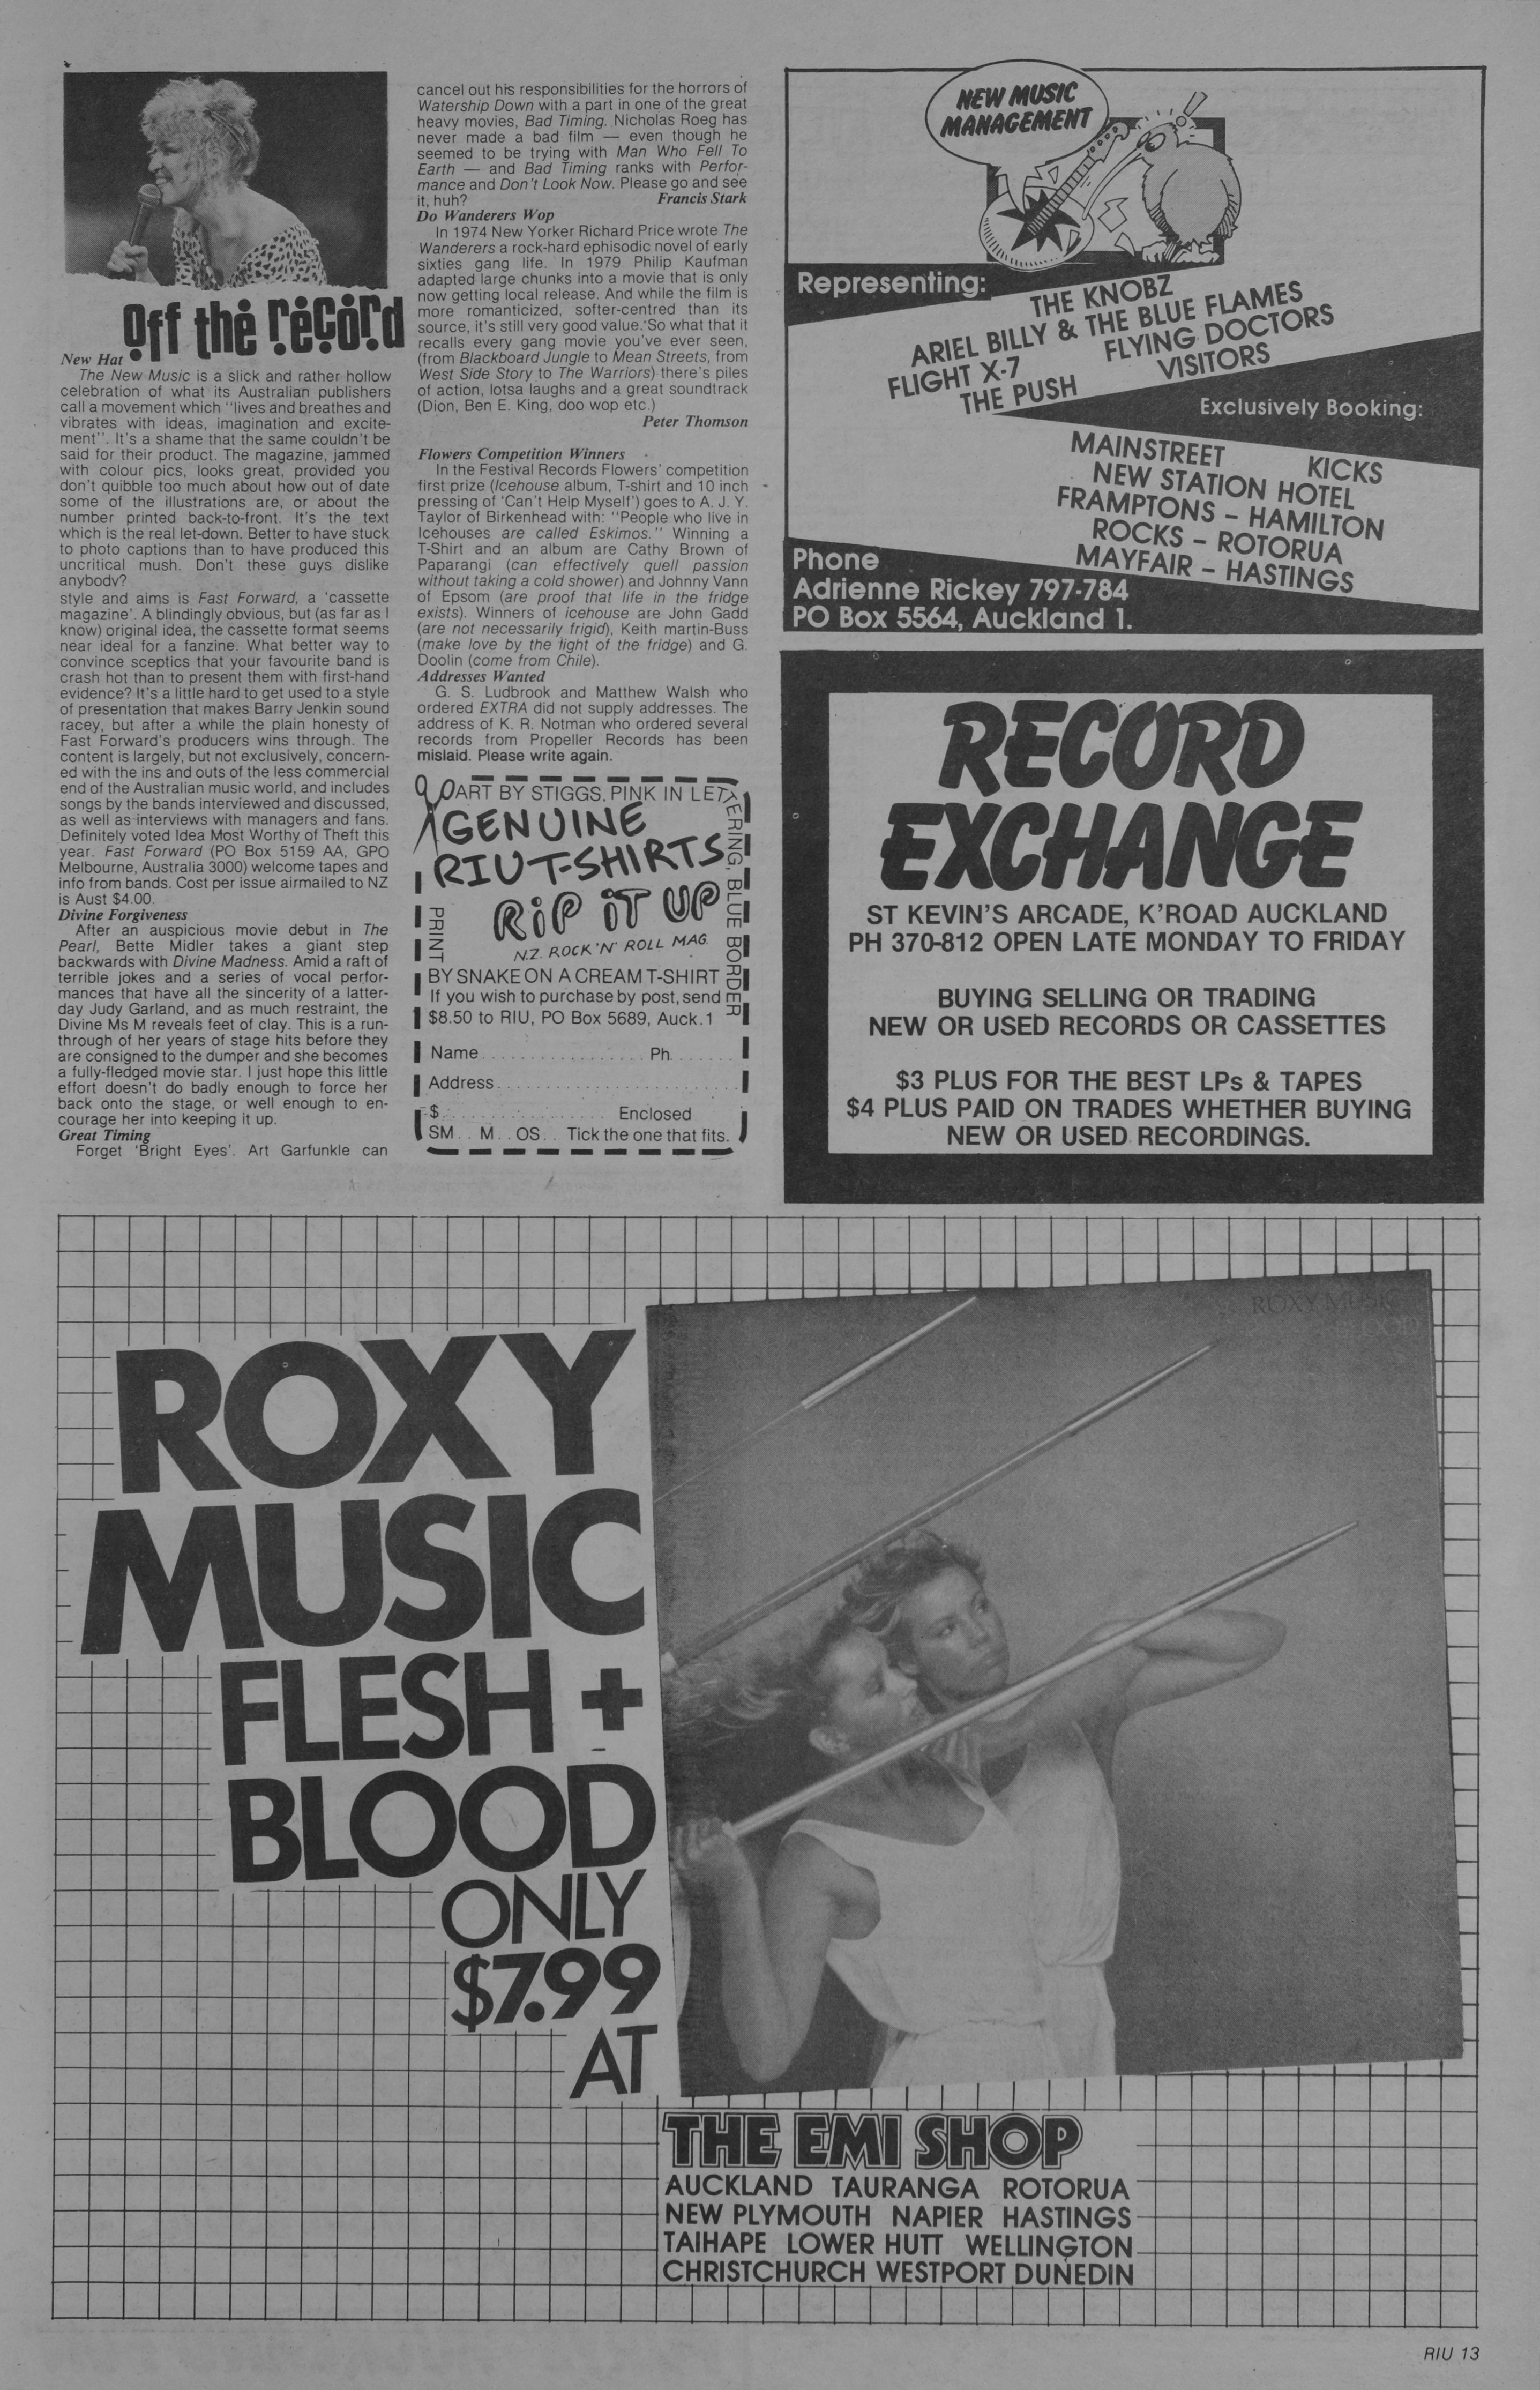 off the record
New Hat
The New Music is a slick and rather hollow
celebration of what its Australian publishers
call a movement which "lives and breathes and
vibrates with ideas, imagination and excite-
ment". It's a shame that the same couldn't be
said for their product. The magazine, jammed
with colour pics, looks great, provided you
don't quibble too much about how out of date
some of the illustrations are, or about the
number printed back-to-front. It's the text
which is the real let-down. Better to have stuck
to photo captions than to have produced this
uncritical mush. Don't these guys dislike
anybody?
style and aims is Fast Forward, a 'cassette
magazine'. A blindingly obvious, but (as far as I
know) original idea, the cassette format seems
near ideal for a fanzine. What better way to
convince sceptics that your favourite band is
crash hot than to present them with first-hand
evidence? It's a little hard to get used to a style
of presentation that makes Barry Jenkin sound
racey, but after a while the plain honesty of
Fast Forward's producers wins through. The
content is largely, but not exclusively, concern-
ed with the ins and outs of the less commercial
end of the Australian music world, and includes
songs by the bands interviewed and discussed,
as well as interviews with managers and fans.
Definitely voted Idea Most Worthy of Theft this
year. Fast Forward (PO Box 5159 AA, GPO
Melbourne, Australia 3000) welcome tapes and
info from bands. Cost per issue airmailed to NZ
is Aust $4.00.
Divine Forgiveness
After an auspicious movie debut in The
Pearl, Bette Midler takes a giant step
backwards with Divine Madness. Amid a raft of
terrible jokes and a series of vocal perfor-
mances that have all the sincerity of a latter-
day Judy Garland, and as much restraint, the
Divine Ms M reveals feet of clay. This is a run-
through of her years of stage hits before they
are consigned to the dumper and she becomes
a fully-fledged movie star. I just hope this little
effort doesn't do badly enough to force her
back onto the stage, or well enough to en-
courage her into keeping it up.
Great Timing
Forget 'Bright Eyes'. Art Garfunkle can
cancel out his responsibilities for the horrors of
Watership Down with a part in one of the great
heavy movies, Bad Timing. Nicholas Roeg has
never made a bad film — even though he
seemed to be trying with Man Who Fell To
Earth — and Bad Timing ranks with Perfor-
mance and Don't Look Now. Please go and see
it, huh? Francis Stark
Do Wanderers Wop
In 1974 New Yorker Richard Price wrote The
Wanderers a rock-hard ephisodic novel of early
sixties gang life. In 1979 Philip Kaufman
adapted large chunks into a movie that is only
now getting local release. And while the film is
more romanticized, softer-centred than its
source, it's still very good value. So what that it
recalls every gang movie you've ever seen,
(from Blackboard Jungle to Mean Streets, from
West Side Story to The Warriors) there's piles
of action, lotsa laughs and a great soundtrack
(Dion, Ben E. King, doo wop etc.)
Peter Thomson
Flowers Competition Winners
In the Festival Records Flowers' competition
first prize (Icehouse album, T-shirt and 10 inch
pressing of 'Can't Help Myself') goes to A. J. Y.
Taylor of Birkenhead with: "People who live in
Icehouses are called Eskimos." Winning a
T-Shirt and an album are Cathy Brown of
Paparangi (can effectively quell passion
without taking a cold shower) and Johnny Vann
of Epsom (are proof that life in the fridge
exists). Winners of Icehouse are John Gadd
(are not necessarily frigid), Keith martin-Buss
(make love by the light of the fridge) and G.
Doolin (come from Chile).
Addresses Wanted
G. S. Ludbrook and Matthew Walsh who
ordered EXTRA did not supply addresses. The
address of K. R. Notman who ordered several
records from Propeller Records has been
mislaid. Please write again.
ART BY STIGGS. PINK IN LETTERING, BLUE BORDER
GENUINE
RIU T-SHIRTS
RIP IT UP
N.Z. ROCK 'N' ROLL MAG.
PRINT
BY SNAKE ON A CREAM T-SHIRT
If you wish to purchase by post, send
$8.50 to RIU, PO Box 5689, Auck.1
Name................. Ph.......
Address.........................
$................. Enclosed
SM.. M.. OS.. Tick the one that fits.
NEW MUSIC
MANAGEMENT
Representing:
THE KNOBZ
ARIEL BILLY & THE BLUE FLAMES
FLIGHT X-7 FLYING DOCTORS
THE PUSH VISITORS
Exclusively Booking:
MAINSTREET KICKS
NEW STATION HOTEL
FRAMPTONS – HAMILTON
ROCKS – ROTORUA
MAYFAIR – HASTINGS
Phone
Adrienne Rickey 797-784
PO Box 5564, Auckland 1.
RECORD
EXCHANGE
ST KEVIN'S ARCADE, K'ROAD AUCKLAND
PH 370-812 OPEN LATE MONDAY TO FRIDAY
BUYING SELLING OR TRADING
NEW OR USED RECORDS OR CASSETTES
$3 PLUS FOR THE BEST LPs & TAPES
$4 PLUS PAID ON TRADES WHETHER BUYING
NEW OR USED RECORDINGS.
ROXY
MUSIC
FLESH +
BLOOD
ONLY
$7.99
AT
ROXY MUSIC
BLOOD
THE EMI SHOP
AUCKLAND TAURANGA ROTORUA
NEW PLYMOUTH NAPIER HASTINGS
TAIHAPE LOWER HUTT WELLINGTON
CHRISTCHURCH WESTPORT DUNEDIN
RIU 13